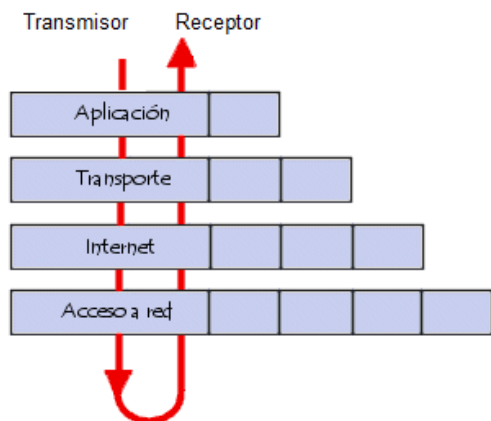 Transmisor Receptor
Aplicación
Transporte
Internet
Acceso a red